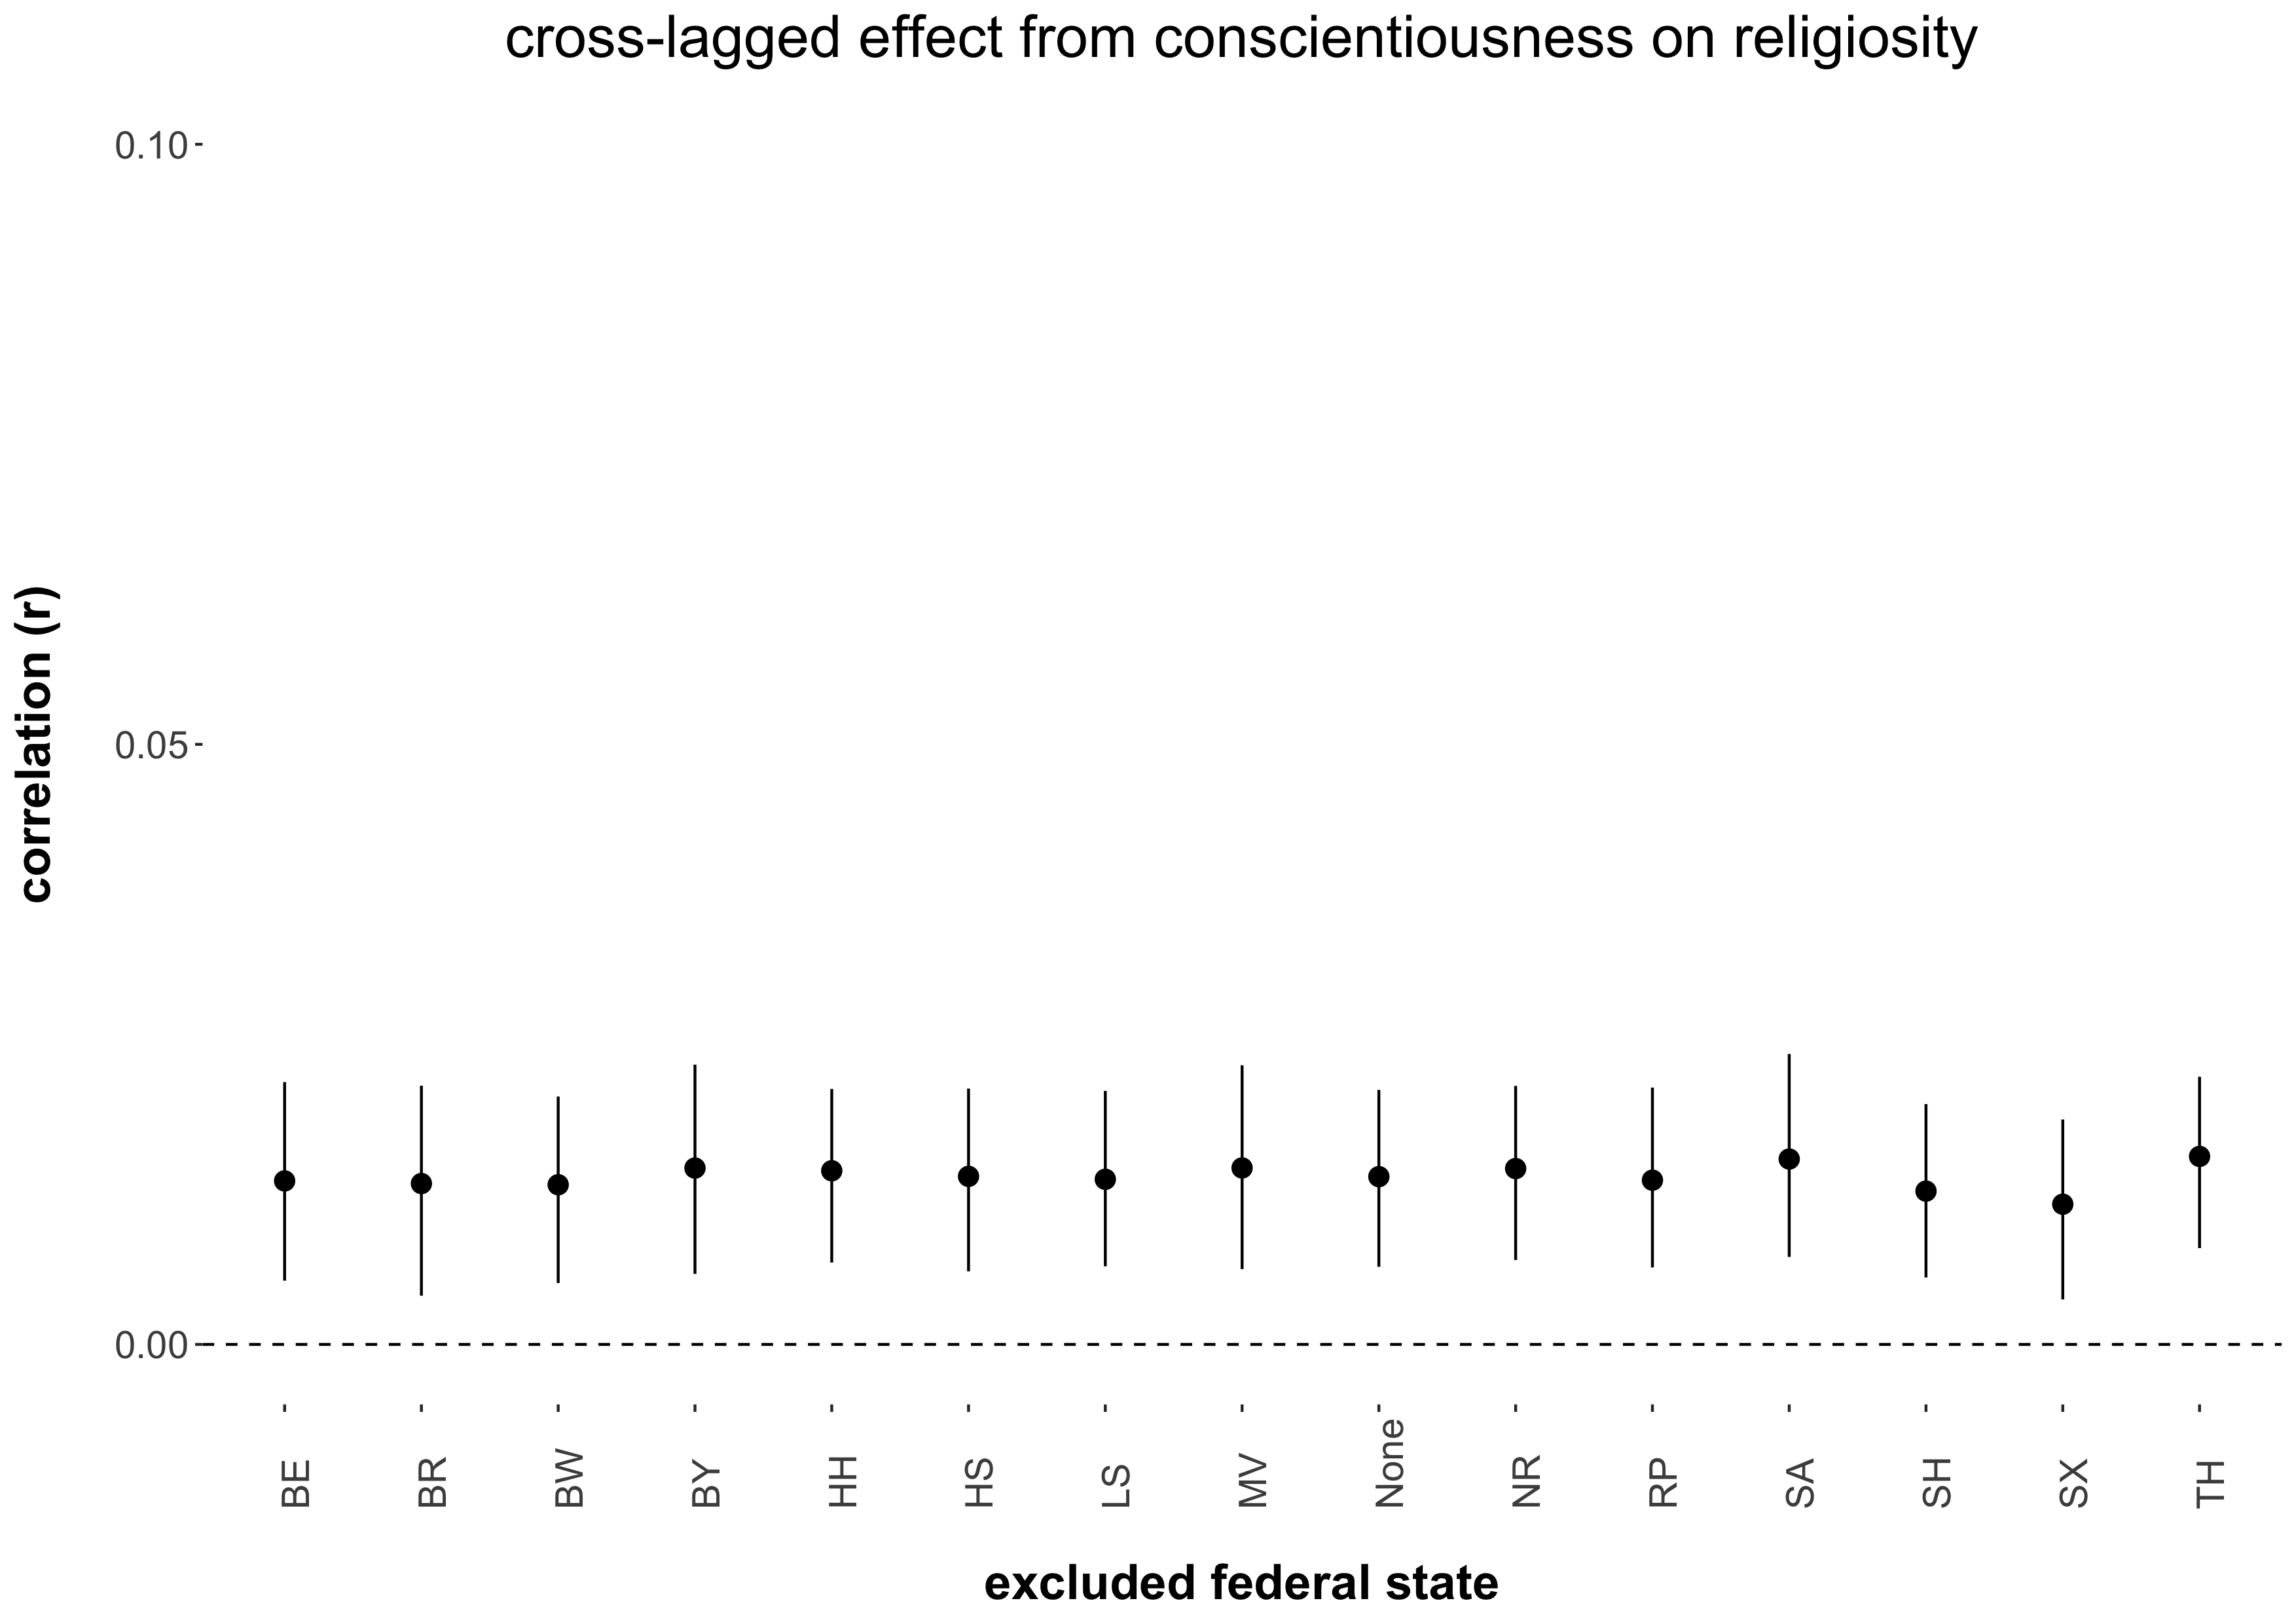 cross-lagged effect from conscientiousness on religiosity
correlation (r)
0.10
0.05
0.00
BE
BR
BW
BY
HH
HS
LS
MV
None
NR
RP
SA
SH
SX
TH
excluded federal state